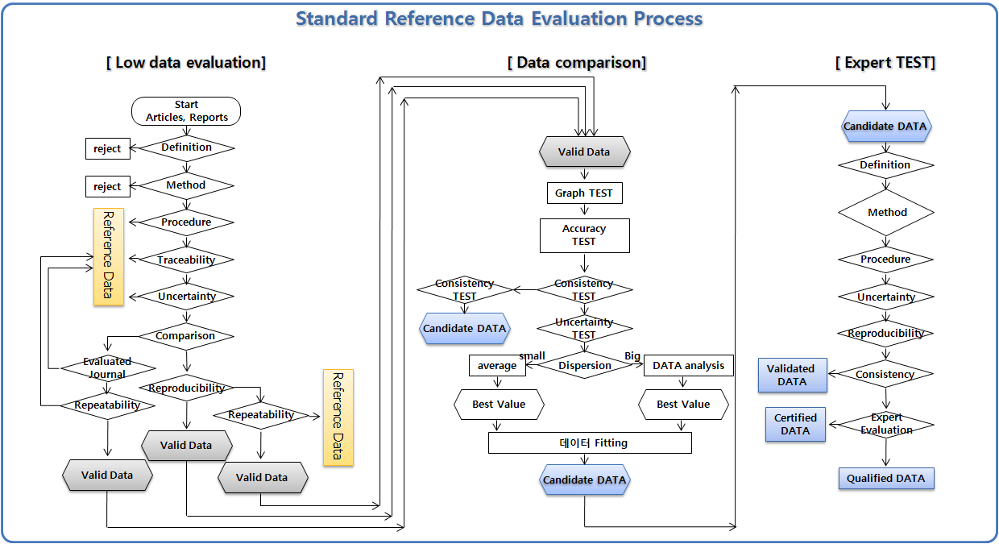 Standard Reference Data Evaluation Process
[ Low data evaluation]
Start
Articles, Reports
Definition
reject
Method
reject
Procedure
Reference Data
Traceability
Uncertainty
Comparison
Evaluated
Journal
Repeatability
Reproducibility
Repeatability
Reference Data
Valid Data
Valid Data
Valid Data
[ Data comparison]
Valid Data
Graph TEST
Accuracy
TEST
Consistency
TEST
Consistency
TEST
Candidate DATA
Uncertainty
TEST
small
Big
average
Dispersion
DATA analysis
Best Value
Best Value
데이터 Fitting
Candidate DATA
[ Expert TEST]
Candidate DATA
Definition
Method
Procedure
Uncertainty
Reproducibility
Validated
DATA
Consistency
Certified
DATA
Expert
Evaluation
Qualified DATA